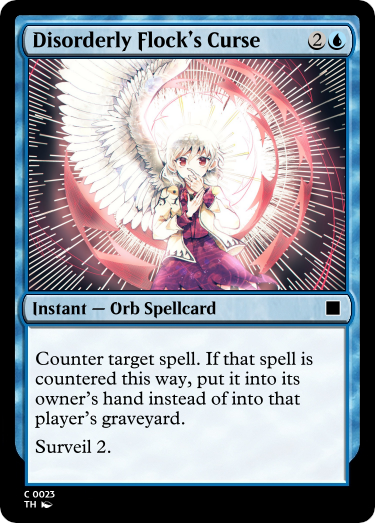 Disorderly Flock's Curse 2
Instant — Orb Spellcard
Counter target spell. If that spell is
countered this way, put it into its
owner's hand instead of into that
player's graveyard.
Surveil 2.
C 0023
TH